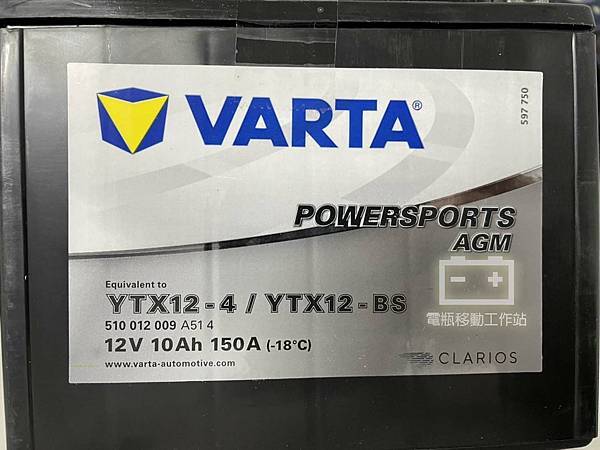 VARTA®
597 750
POWERSPORTS
AGM
Equivalent to
YTX12-4 / YTX12-BS
510 012 009 A51 4
12V 10Ah 150A (-18°C)
www.varta-automotive.com
電瓶移動工作站
CLARIOS